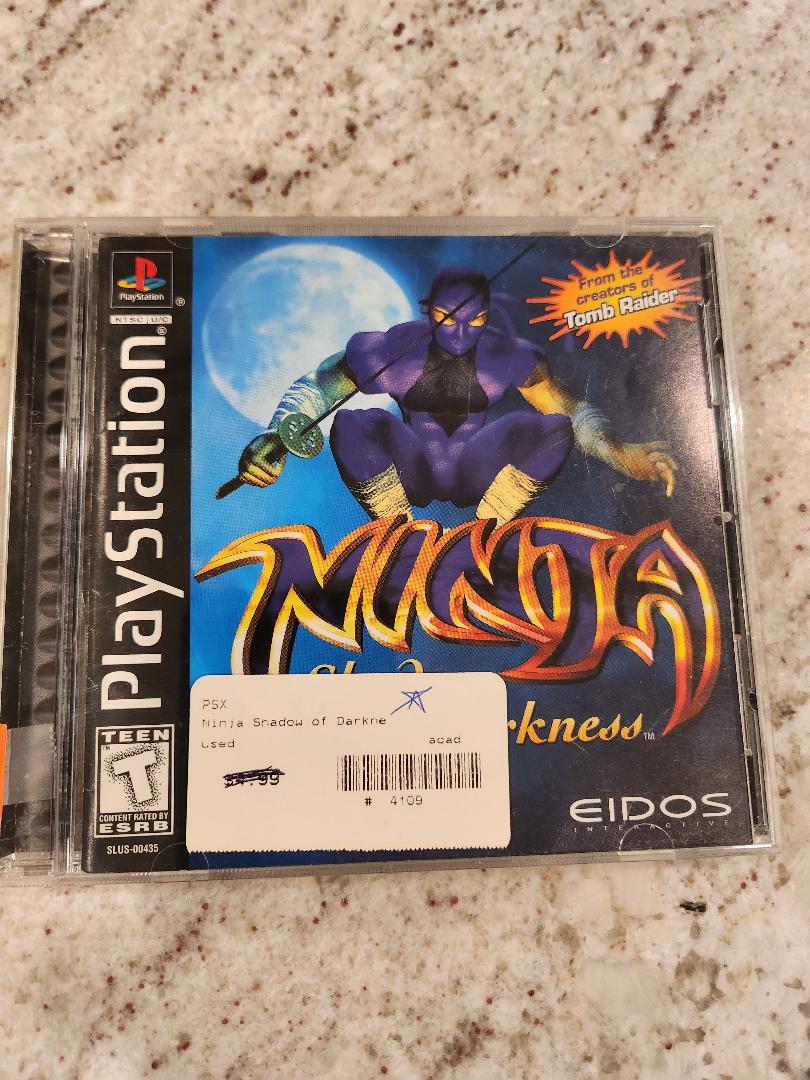 PlayStation
NTSC U/C
PlayStation
From the
creators of
Tomb Raider
NINJA
rkness
PSX
Ninja Shadow of Darkne
used
acad
.99
# 4109
TEEN
T
CONTENT RATED BY
ESRB
SLUS-00435
EIDOS
INTERACTIVE